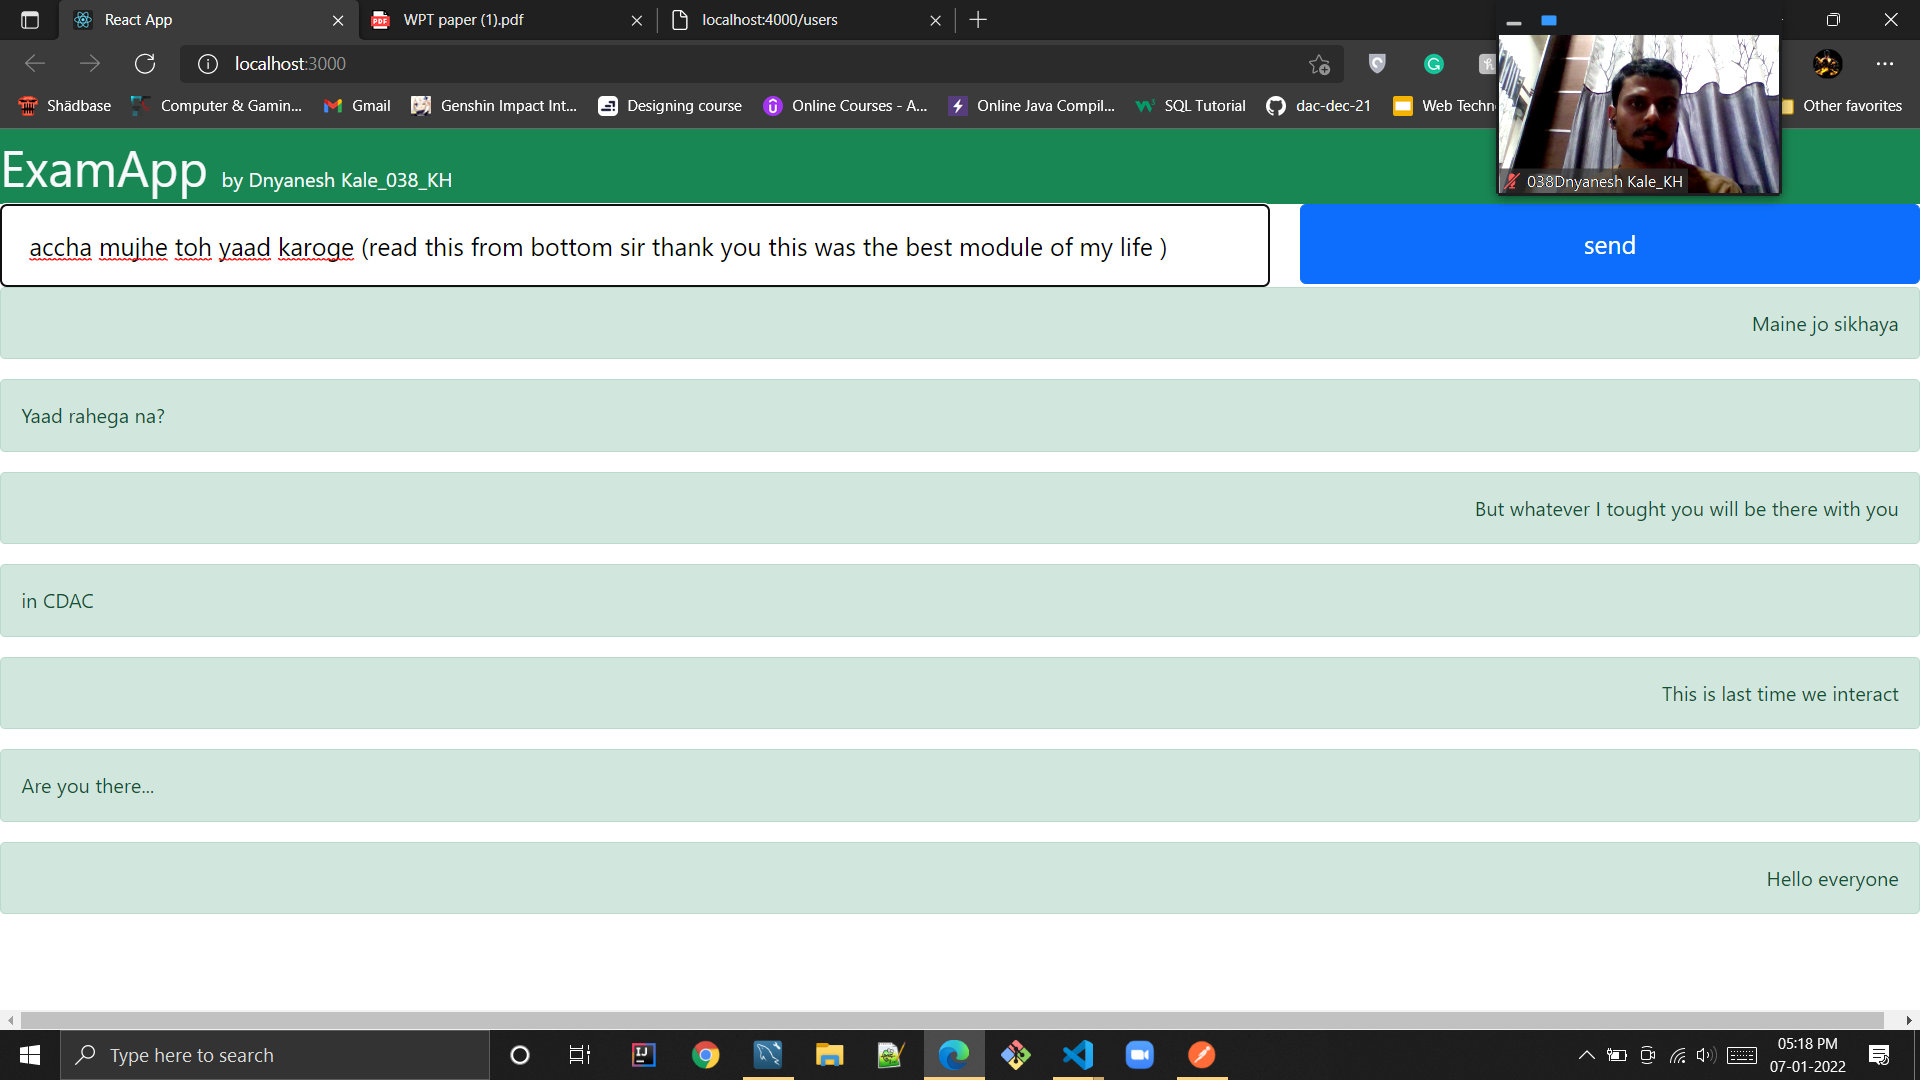 React App
WPT paper (1).pdf
localhost:4000/users
localhost:3000
Shädbase
Computer & Gamin...
Gmail
Genshin Impact Int...
Designing course
Online Courses - A...
Online Java Compil...
SQL Tutorial
dac-dec-21
Web Techn
Other favorites
038Dnyanesh Kale_KH
ExamApp by Dnyanesh Kale_038_KH
accha mujhe toh yaad karoge (read this from bottom sir thank you this was the best module of my life )
send
Maine jo sikhaya
Yaad rahega na?
But whatever I tought you will be there with you
in CDAC
This is last time we interact
Are you there...
Hello everyone
Type here to search
05:18 PM
07-01-2022